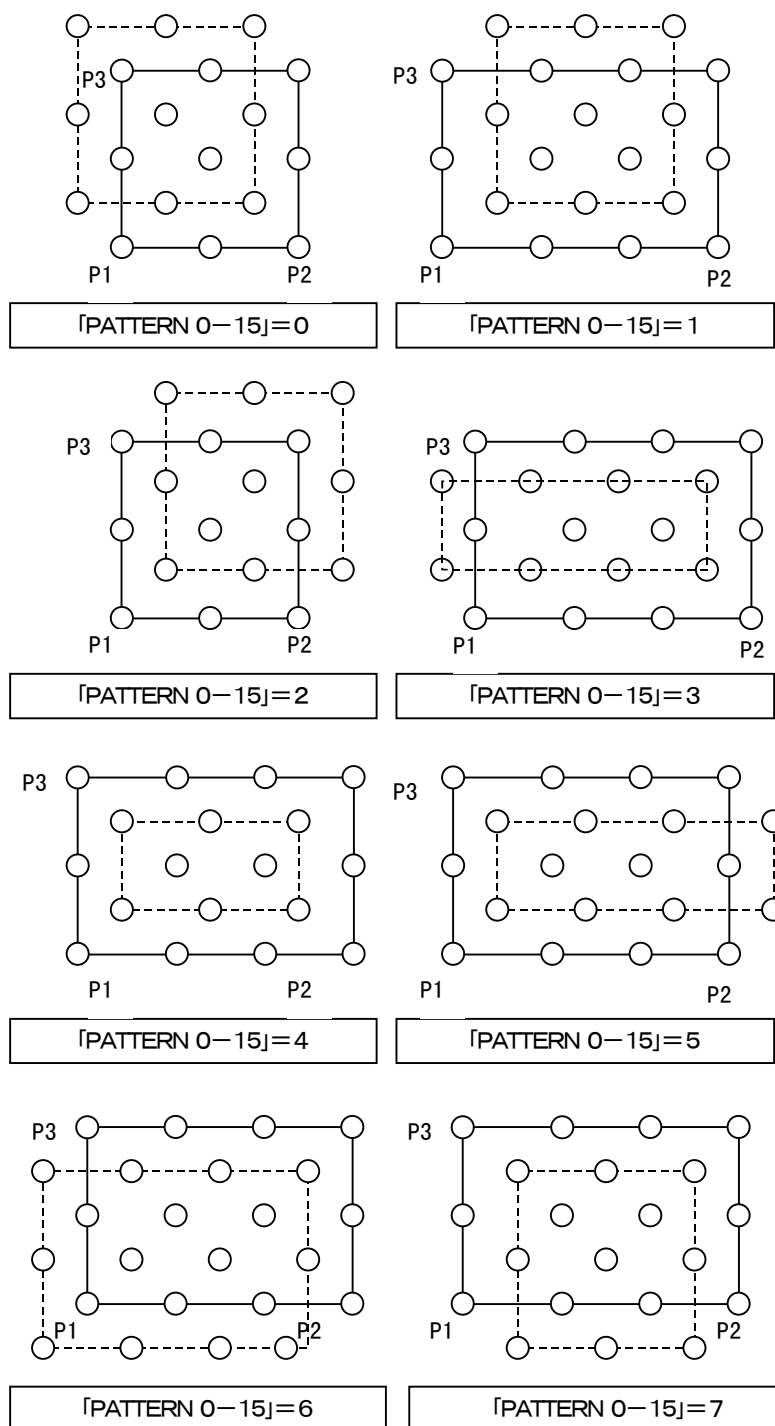 P3
P3
P1
P2
P1
P2
「PATTERN 0−15」=0
「PATTERN 0−15」=1
P3
P3
P1
P2
P1
P2
「PATTERN 0−15」=2
「PATTERN 0−15」=3
P3
P3
P1
P2
P1
P2
「PATTERN 0−15」=4
「PATTERN 0−15」=5
P3
P3
P1
P2
P1
P2
「PATTERN 0−15」=6
「PATTERN 0−15」=7